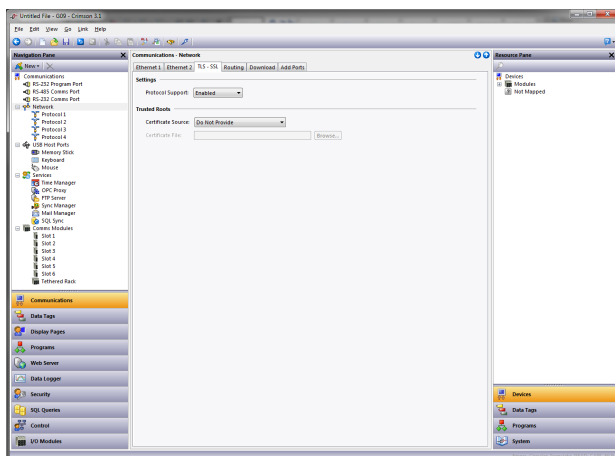 Untitled File - G09 - Crimson 3.1
File Edit View Go Link Help
Navigation Pane
New
Communications
RS-232 Program Port
RS-485 Comms Port
RS-232 Comms Port
Network
Protocol 1
Protocol 2
Protocol 3
Protocol 4
USB Host Ports
Memory Stick
Keyboard
Mouse
Services
Time Manager
OPC Proxy
FTP Server
Sync Manager
Mail Manager
SQL Sync
Comms Modules
Slot 1
Slot 2
Slot 3
Slot 4
Slot 5
Slot 6
Tethered Rack
Communications
Data Tags
Display Pages
Programs
Web Server
Data Logger
Security
SQL Queries
Control
I/O Modules
Communications - Network
Ethernet 1 Ethernet 2 TLS - SSL Routing Download Add Ports
Settings
Protocol Support: Enabled
Trusted Roots
Certificate Source: Do Not Provide
Certificate File: Browse...
Resource Pane
Devices
Modules
Not Mapped
Devices
Data Tags
Programs
System